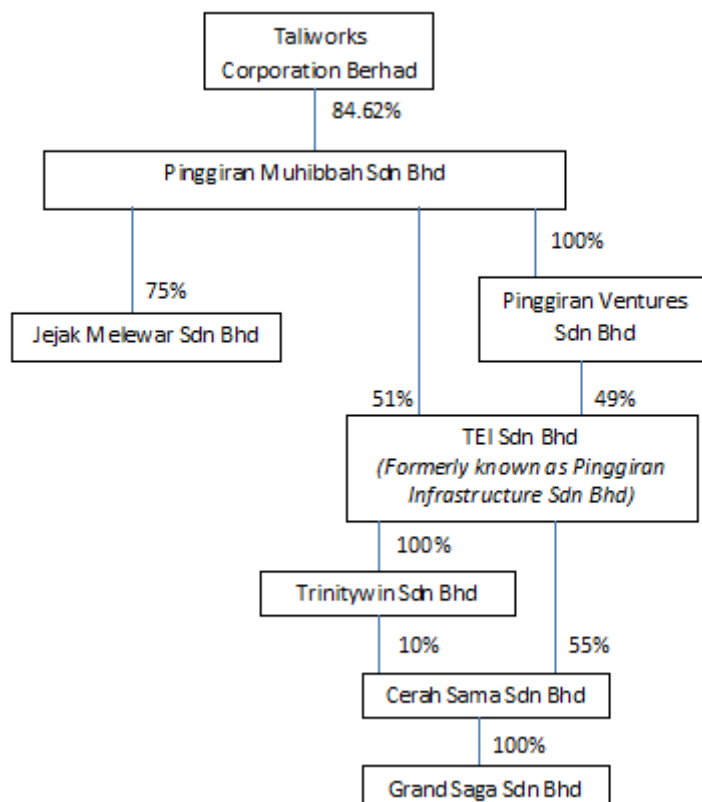 Taliworks
Corporation Berhad
84.62%
Pinggiran Muhibbah Sdn Bhd
100%
75%
Pinggiran Ventures
Sdn Bhd
Jejak Melewar Sdn Bhd
51%
49%
TEI Sdn Bhd
(Formerly known as Pinggiran
Infrastructure Sdn Bhd)
100%
Trinitywin Sdn Bhd
10%
55%
Cerah Sama Sdn Bhd
100%
Grand Saga Sdn Bhd